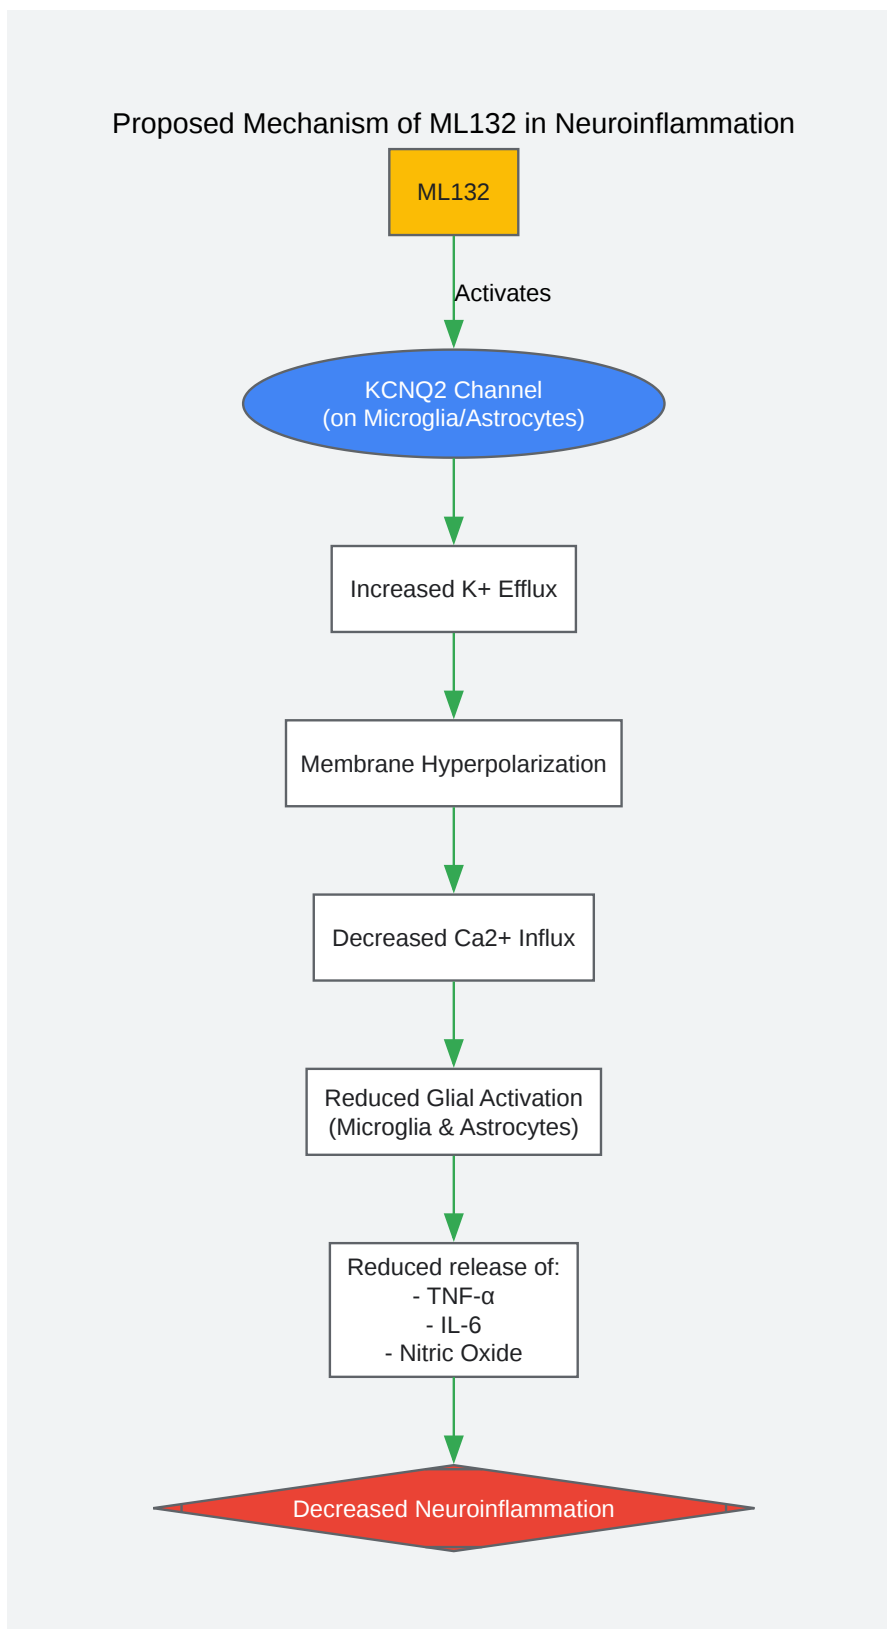 Proposed Mechanism of ML132 in Neuroinflammation
ML132
Activates
KCNQ2 Channel
(on Microglia/Astrocytes)
Increased K+ Efflux
Membrane Hyperpolarization
Decreased Ca2+ Influx
Reduced Glial Activation
(Microglia & Astrocytes)
Reduced release of:
- TNF-α
- IL-6
- Nitric Oxide
Decreased Neuroinflammation